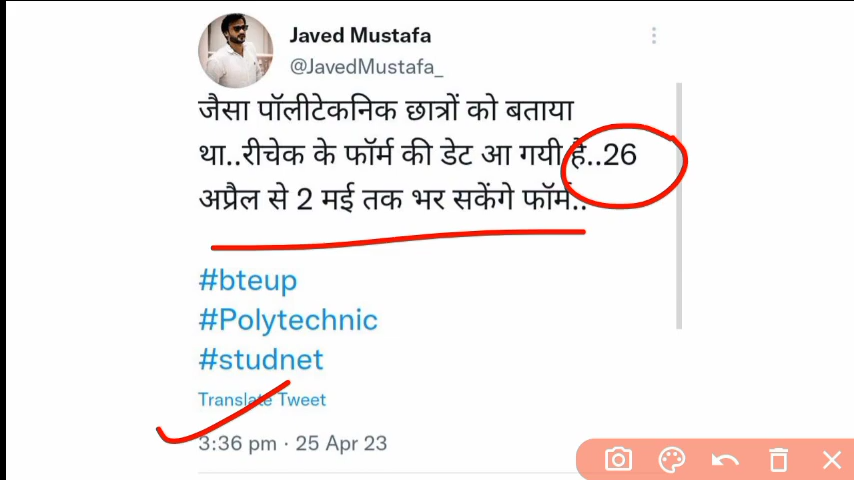 Javed Mustafa
@JavedMustafa_
जैसा पॉलीटेकनिक छात्रों को बताया
था..रीचेक के फॉर्म की डेट आ गयी है..26
अप्रैल से 2 मई तक भर सकेंगे फॉर्म..
#bteup
#Polytechnic
#studnet
Translate Tweet
3:36 pm · 25 Apr 23